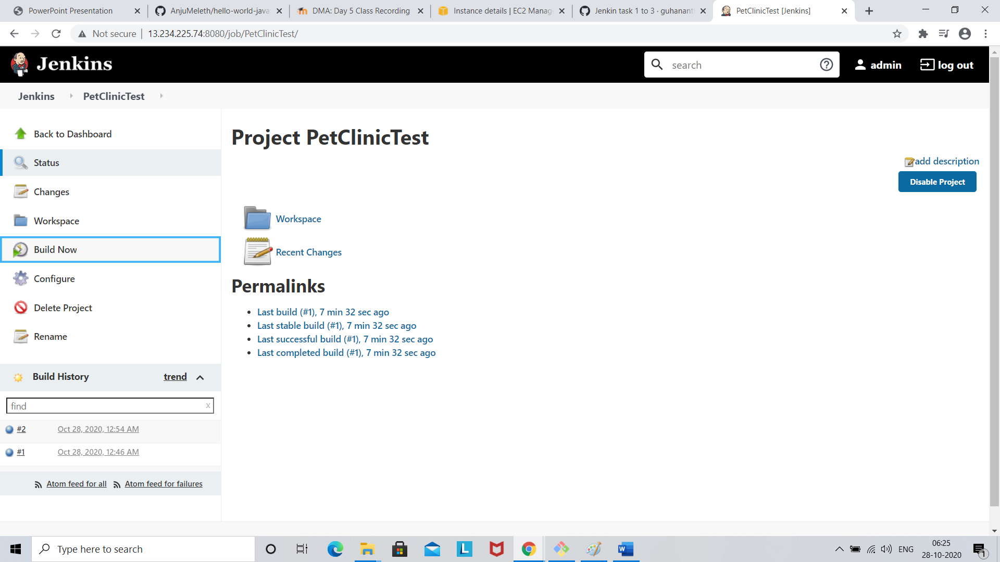 PowerPoint Presentation
AnjuMeleth/hello-world-java
DMA: Day 5 Class Recording
Instance details | EC2 Manag
Jenkin task 1 to 3 · guhanant
PetClinicTest [Jenkins]
Not secure | 13.234.225.74:8080/job/PetClinicTest/
Jenkins
search
admin
log out
Jenkins
PetClinicTest
Back to Dashboard
Status
Changes
Workspace
Build Now
Configure
Delete Project
Rename
Build History
trend
find
x
#2 Oct 28, 2020, 12:54 AM
#1 Oct 28, 2020, 12:46 AM
Atom feed for all
Atom feed for failures
Project PetClinicTest
add description
Disable Project
Workspace
Recent Changes
Permalinks
Last build (#1), 7 min 32 sec ago
Last stable build (#1), 7 min 32 sec ago
Last successful build (#1), 7 min 32 sec ago
Last completed build (#1), 7 min 32 sec ago
Type here to search
L
W
ENG
06:25
28-10-2020
1